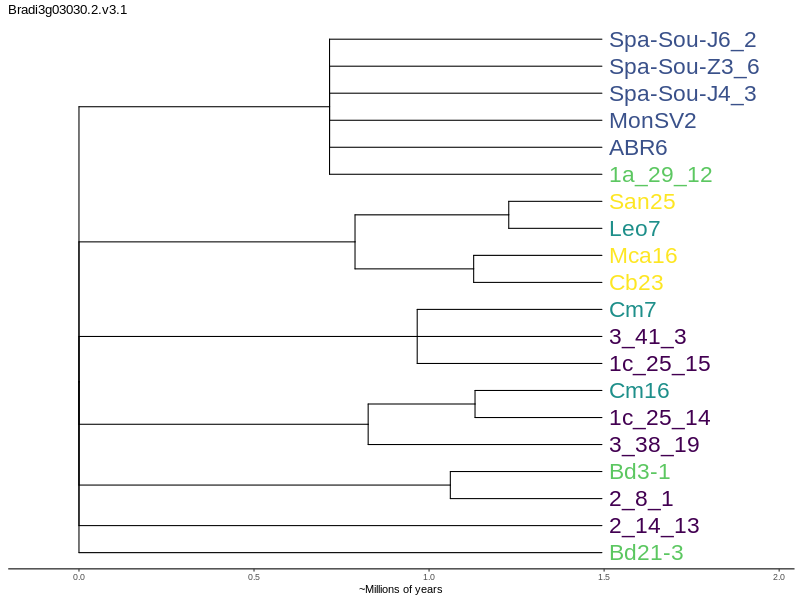 Bradi3g03030.2.v3.1
Spa-Sou-J6_2
Spa-Sou-Z3_6
Spa-Sou-J4_3
MonSV2
ABR6
1a_29_12
San25
Leo7
Mca16
Cb23
Cm7
3_41_3
1c_25_15
Cm16
1c_25_14
3_38_19
Bd3-1
2_8_1
2_14_13
Bd21-3
0.0 0.5 1.0 1.5 2.0
~Millions of years